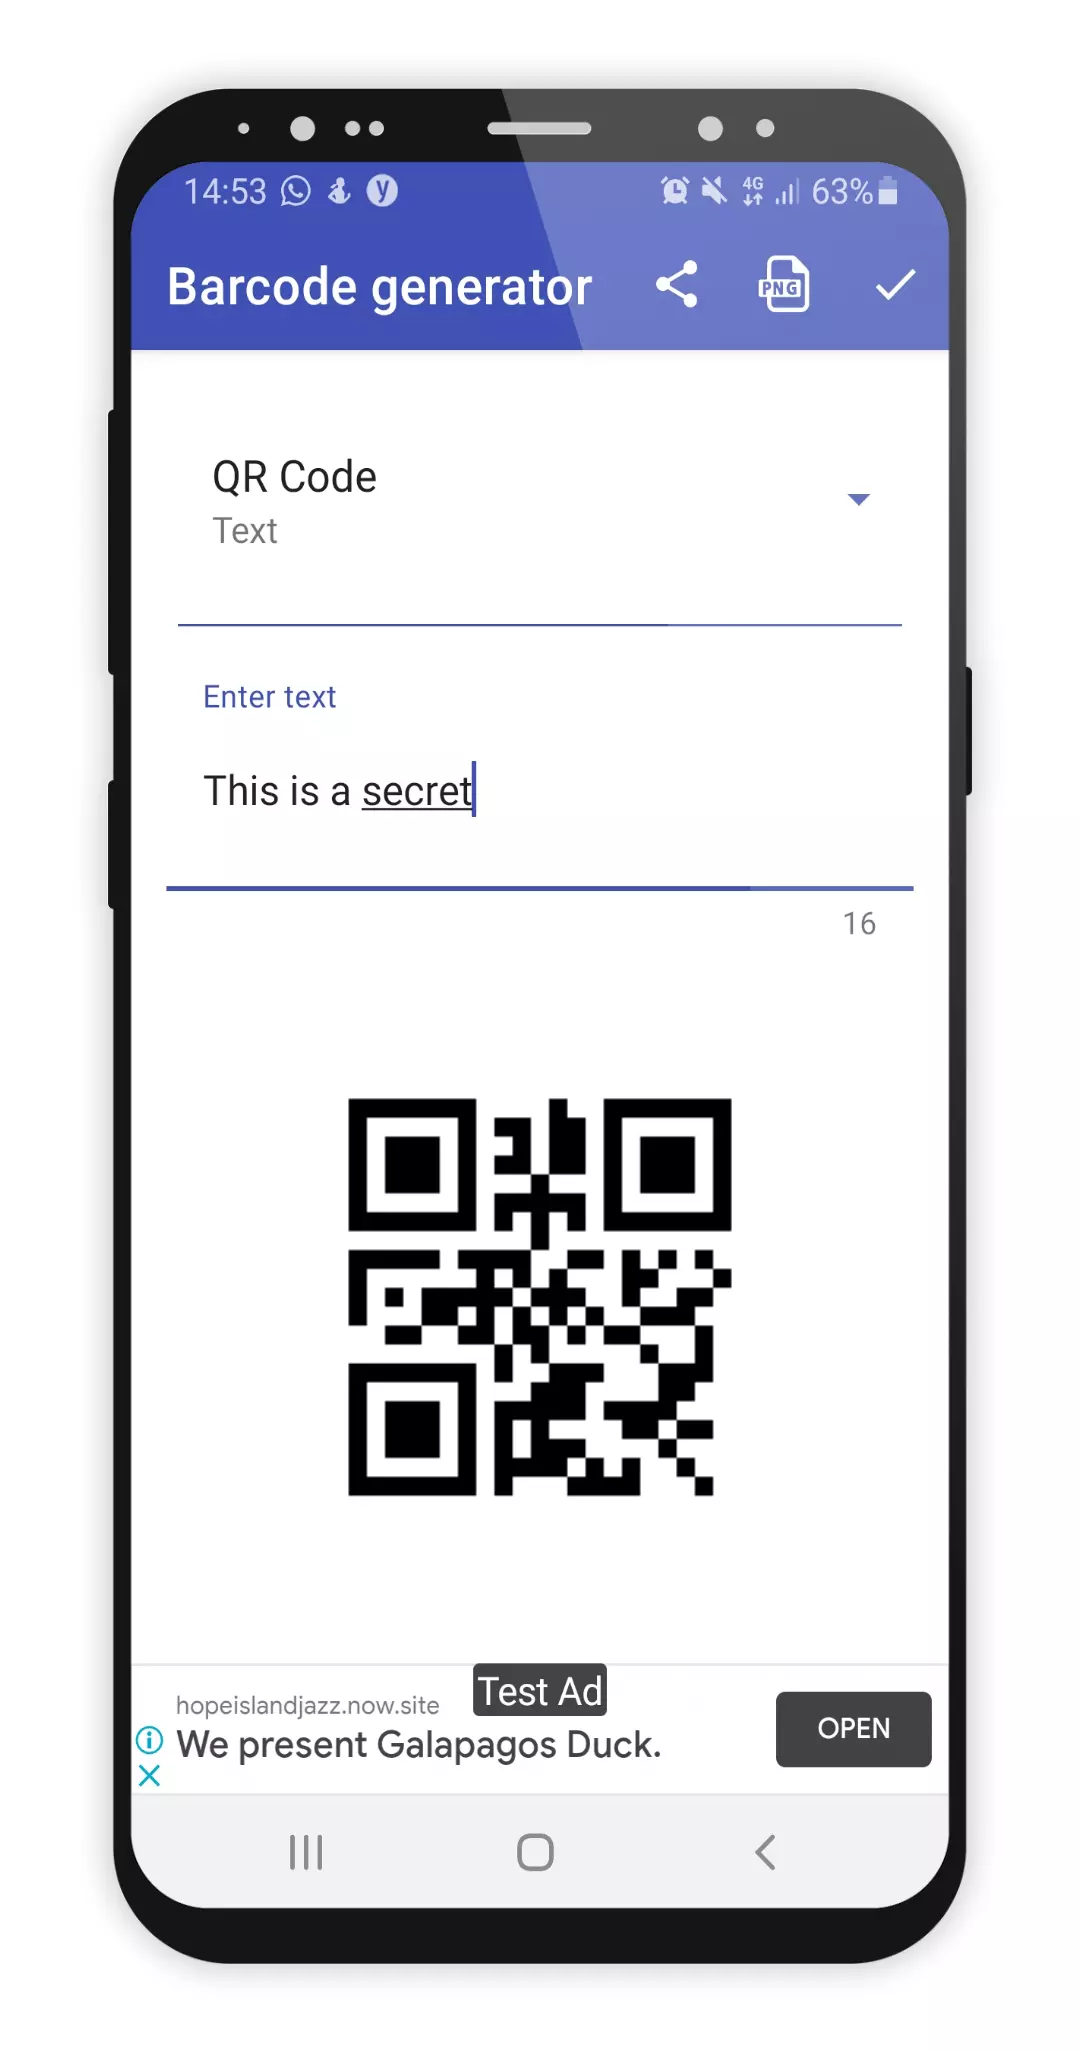 14:53 4G 63%
Barcode generator PNG
QR Code
Text
Enter text
This is a secret
16
Test Ad
hopeislandjazz.now.site
We present Galapagos Duck.
OPEN